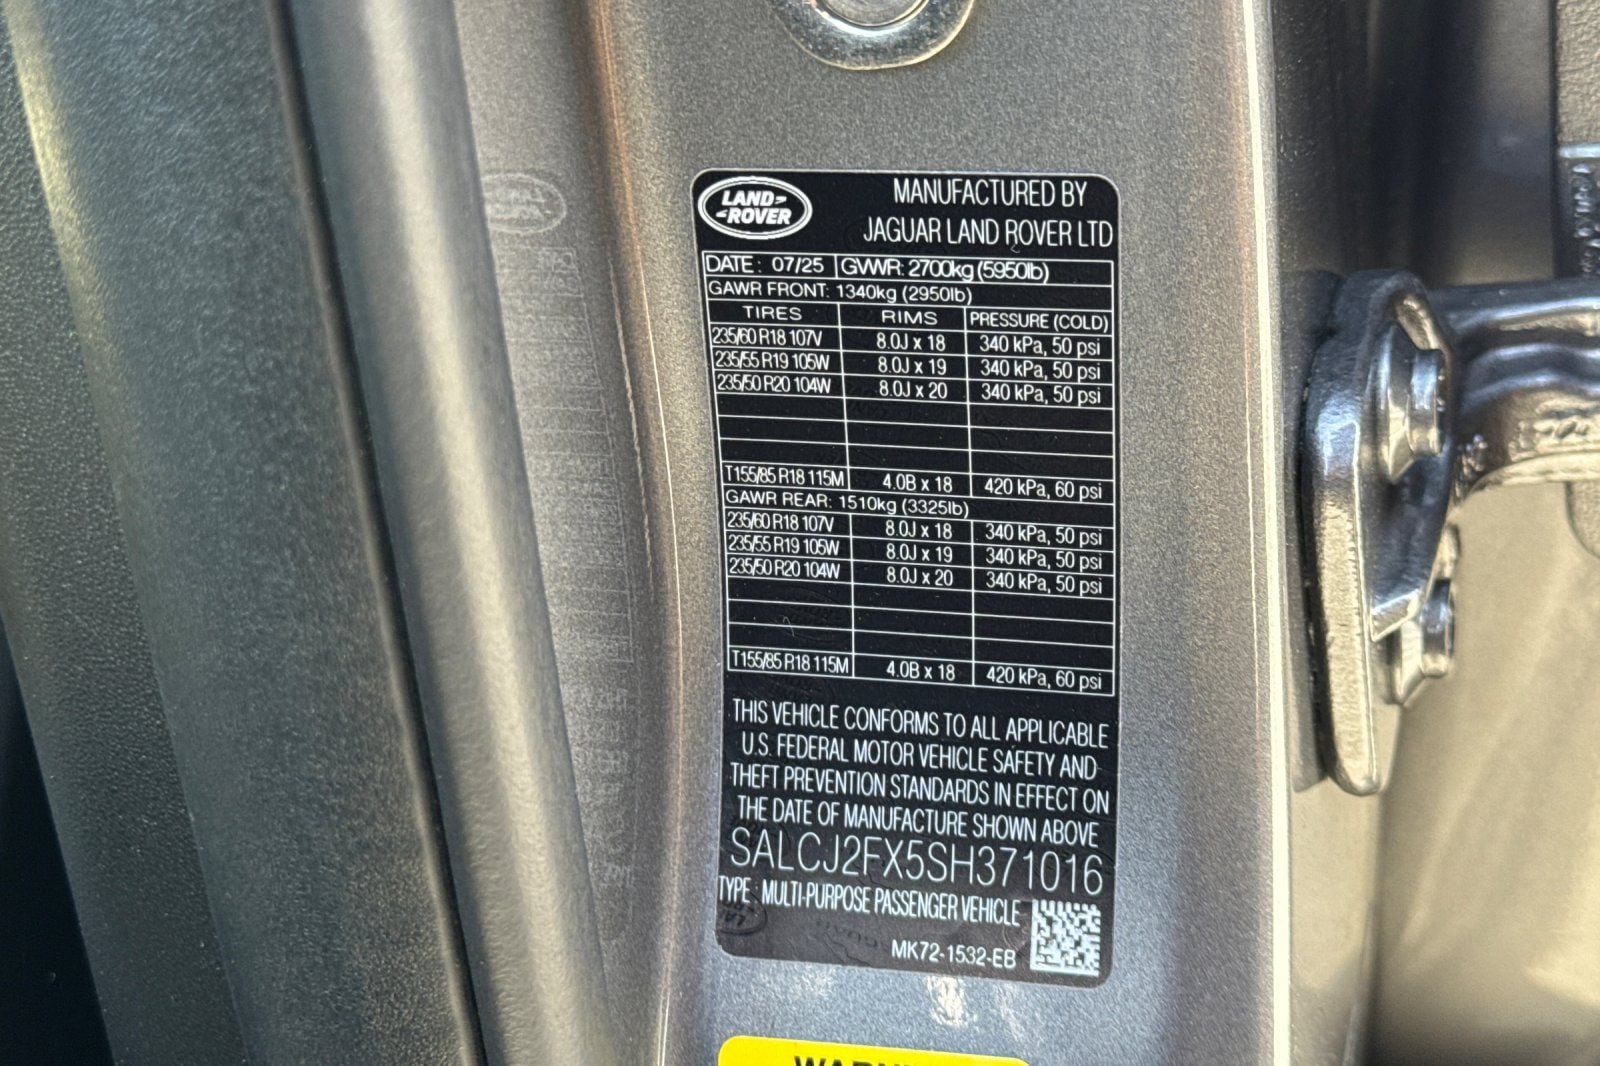 LAND
ROVER
MANUFACTURED BY
JAGUAR LAND ROVER LTD
DATE: 07/25 GVWR: 2700kg (5950lb)
GAWR FRONT: 1340kg (2950lb)
TIRES RIMS PRESSURE (COLD)
235/60 R18 107V 8.0J x 18 340 kPa, 50 psi
235/55 R19 105W 8.0J x 19 340 kPa, 50 psi
235/50 R20 104W 8.0J x 20 340 kPa, 50 psi
T155/85 R18 115M 4.0B x 18 420 kPa, 60 psi
GAWR REAR: 1510kg (3325lb)
235/60 R18 107V 8.0J x 18 340 kPa, 50 psi
235/55 R19 105W 8.0J x 19 340 kPa, 50 psi
235/50 R20 104W 8.0J x 20 340 kPa, 50 psi
T155/85 R18 115M 4.0B x 18 420 kPa, 60 psi
THIS VEHICLE CONFORMS TO ALL APPLICABLE
U.S. FEDERAL MOTOR VEHICLE SAFETY AND
THEFT PREVENTION STANDARDS IN EFFECT ON
THE DATE OF MANUFACTURE SHOWN ABOVE
SALCJ2FX5SH371016
TYPE: MULTI-PURPOSE PASSENGER VEHICLE
MK72-1532-EB